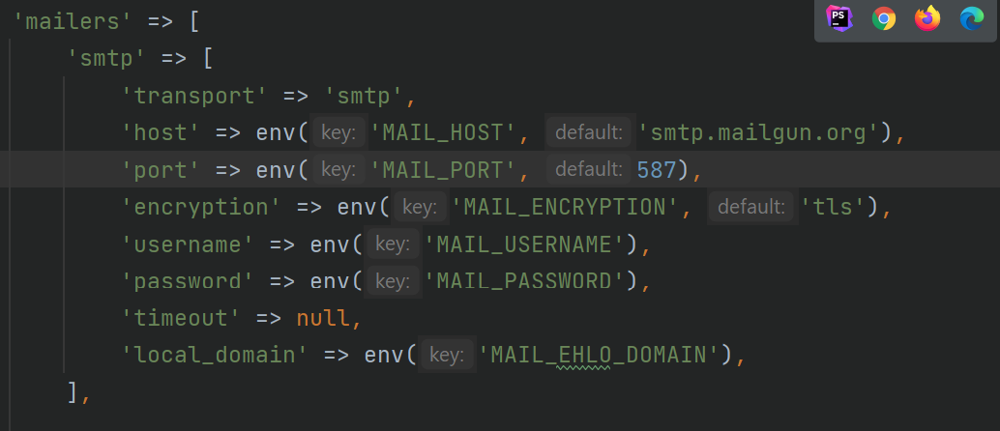 'mailers' => [
'smtp' => [
'transport' => 'smtp',
'host' => env( key: 'MAIL_HOST', default: 'smtp.mailgun.org'),
'port' => env( key: 'MAIL_PORT', default: 587),
'encryption' => env( key: 'MAIL_ENCRYPTION', default: 'tls'),
'username' => env( key: 'MAIL_USERNAME'),
'password' => env( key: 'MAIL_PASSWORD'),
'timeout' => null,
'local_domain' => env( key: 'MAIL_EHLO_DOMAIN'),
],
PS